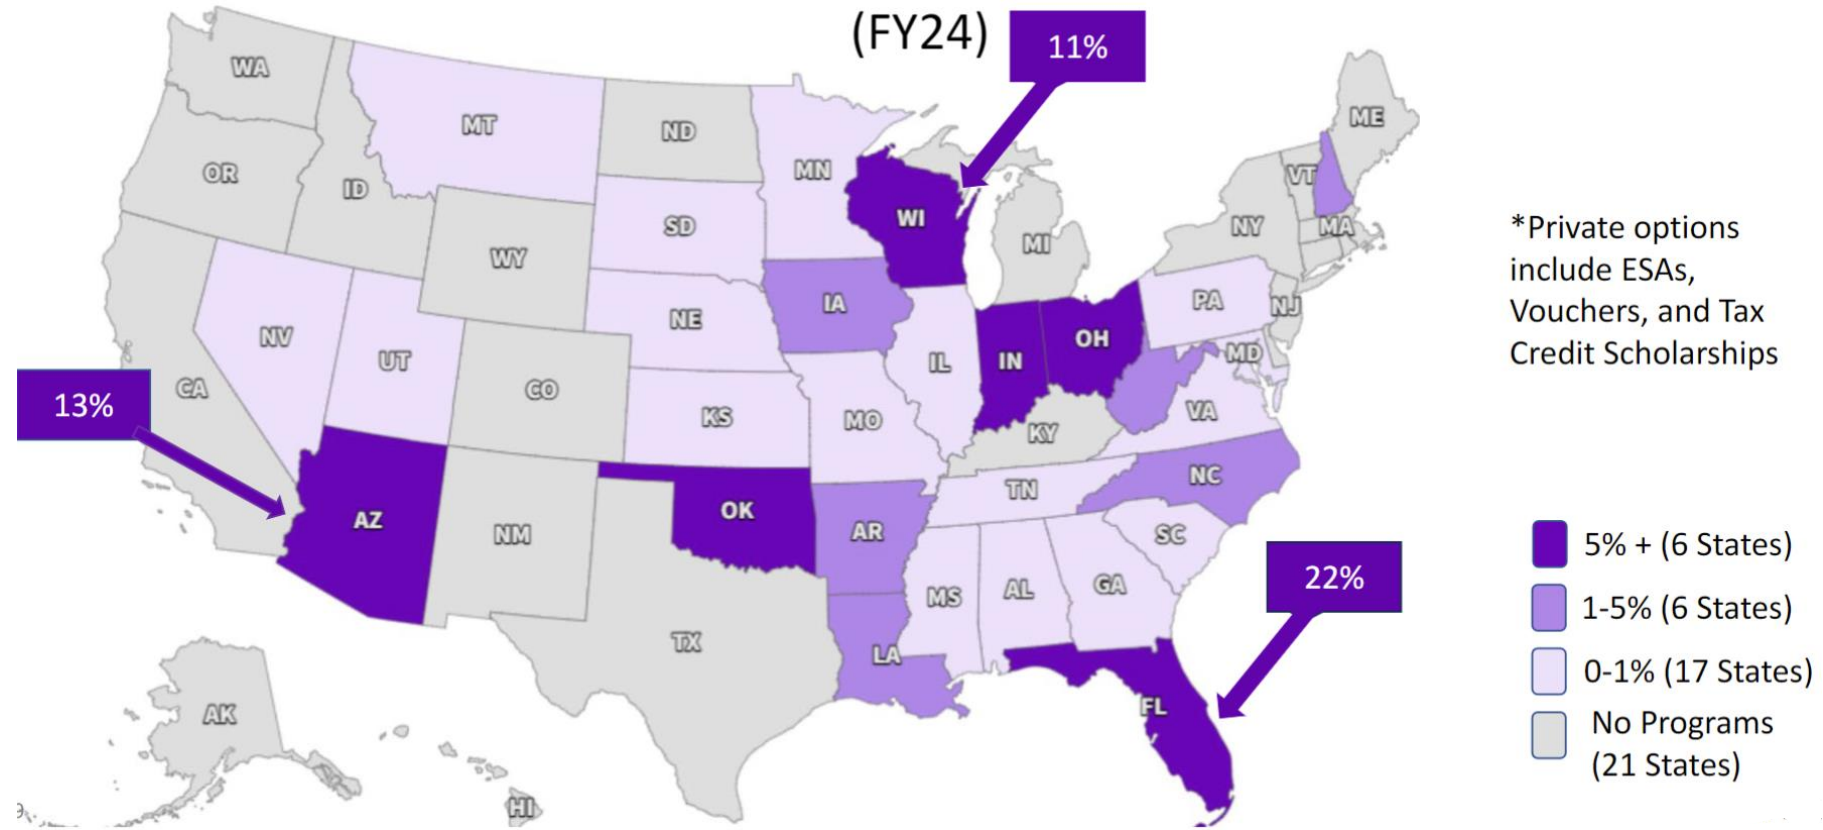 (FY24)
11%
WA
MT
ND
MN
ME
OR
ID
SD
WI
MI
VT
NY
MA
WY
*Private options
include ESAs,
Vouchers, and Tax
Credit Scholarships
IA
NE
PA
NJ
NV
UT
IL
IN
OH
MD
CA
CO
13%
KS
MO
KY
VA
NC
TN
AZ
NM
OK
AR
SC
5% + (6 States)
MS
AL
GA
22%
1-5% (6 States)
TX
LA
0-1% (17 States)
AK
FL
No Programs
(21 States)
HI